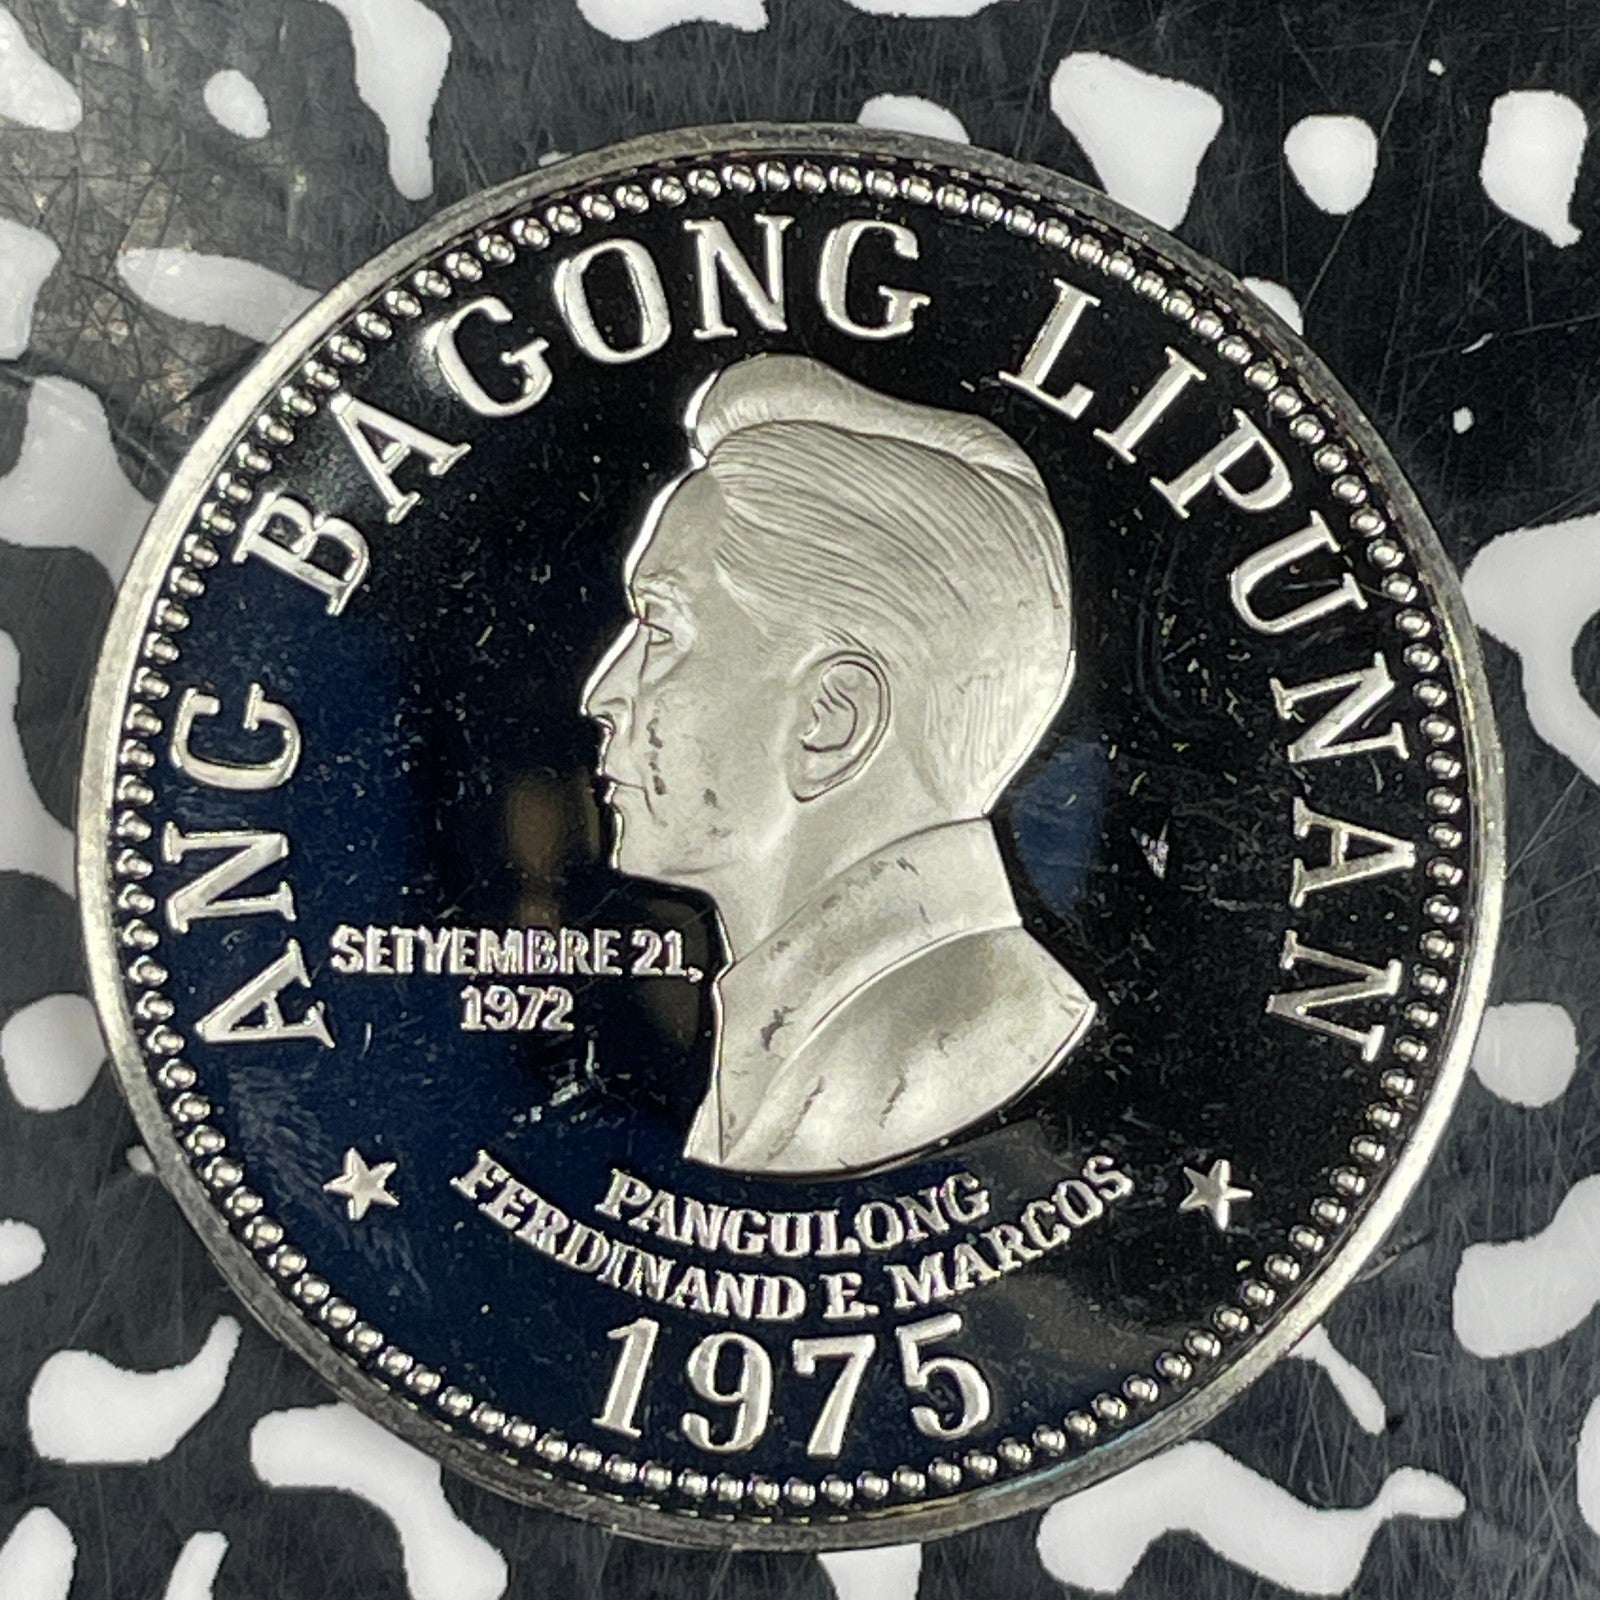 ANG BAGONG LIPUNAN
SETYEMBRE 21,
1972
PANGULONG
FERDINAND E. MARCOS
1975